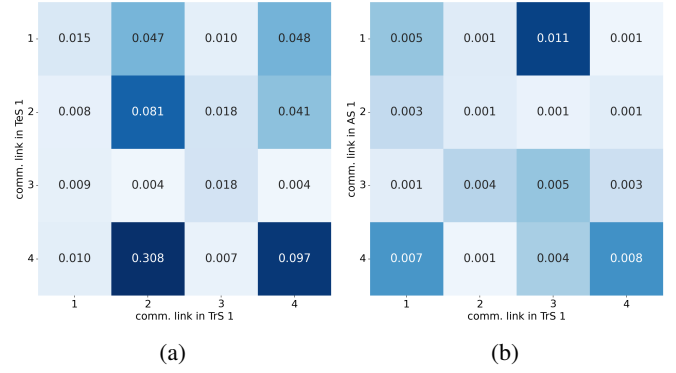 comm. link in TeS 1
1 0.015 0.047 0.010 0.048
2 0.008 0.081 0.018 0.041
3 0.009 0.004 0.018 0.004
4 0.010 0.308 0.007 0.097
1 2 3 4
comm. link in TrS 1
(a)
comm. link in AS 1
1 0.005 0.001 0.011 0.001
2 0.003 0.001 0.001 0.001
3 0.001 0.004 0.005 0.003
4 0.007 0.001 0.004 0.008
1 2 3 4
comm. link in TrS 1
(b)